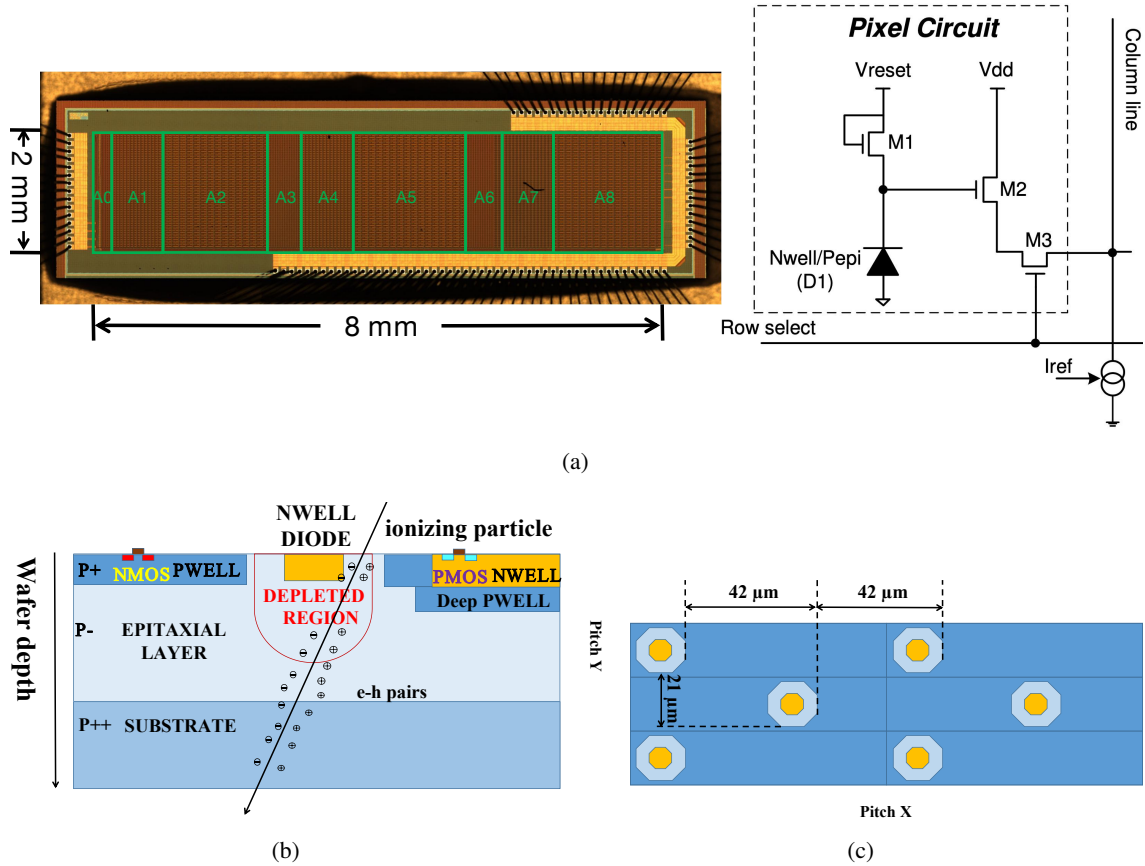 Pixel Circuit
Vreset
Vdd
Column line
M1
M2
M3
Nwell/Pepi
(D1)
Row select
Iref
2 mm
A0
A1
A2
A3
A4
A5
A6
A7
A8
8 mm
(a)
NWELL
DIODE
ionizing particle
Wafer depth
P+
NMOS
PWELL
PMOS
NWELL
DEPLETED
REGION
Deep PWELL
P-
EPITAXIAL
LAYER
e-h pairs
P++
SUBSTRATE
(b)
42 μm
42 μm
Pitch Y
21 μm
Pitch X
(c)